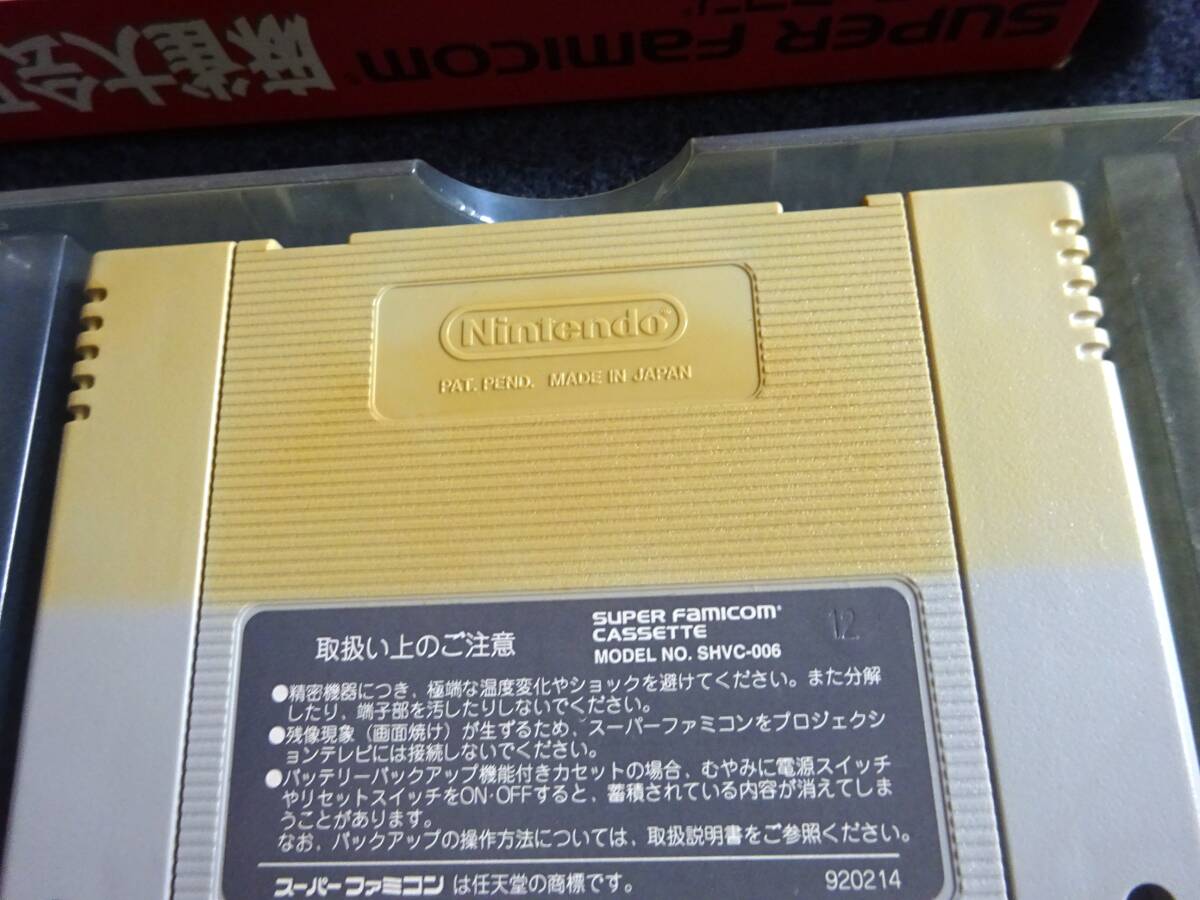 SUPER Famicom
麻雀大会
Nintendo®
PAT. PEND. MADE IN JAPAN
取扱い上のご注意
SUPER Famicom®
CASSETTE
MODEL NO. SHVC-006
12
●精密機器につき、極端な温度変化やショックを避けてください。また分解
したり、端子部を汚したりしないでください。
●残像現象(画面焼け)が生ずるため、スーパーファミコンをプロジェクシ
ョンテレビには接続しないでください。
●バッテリーバックアップ機能付きカセットの場合、むやみに電源スイッチ
やリセットスイッチをON・OFFすると、蓄積されている内容が消えてしま
うことがあります。
なお、バックアップの操作方法については、取扱説明書をご参照ください。
スーパーファミコン は任天堂の商標です。
920214